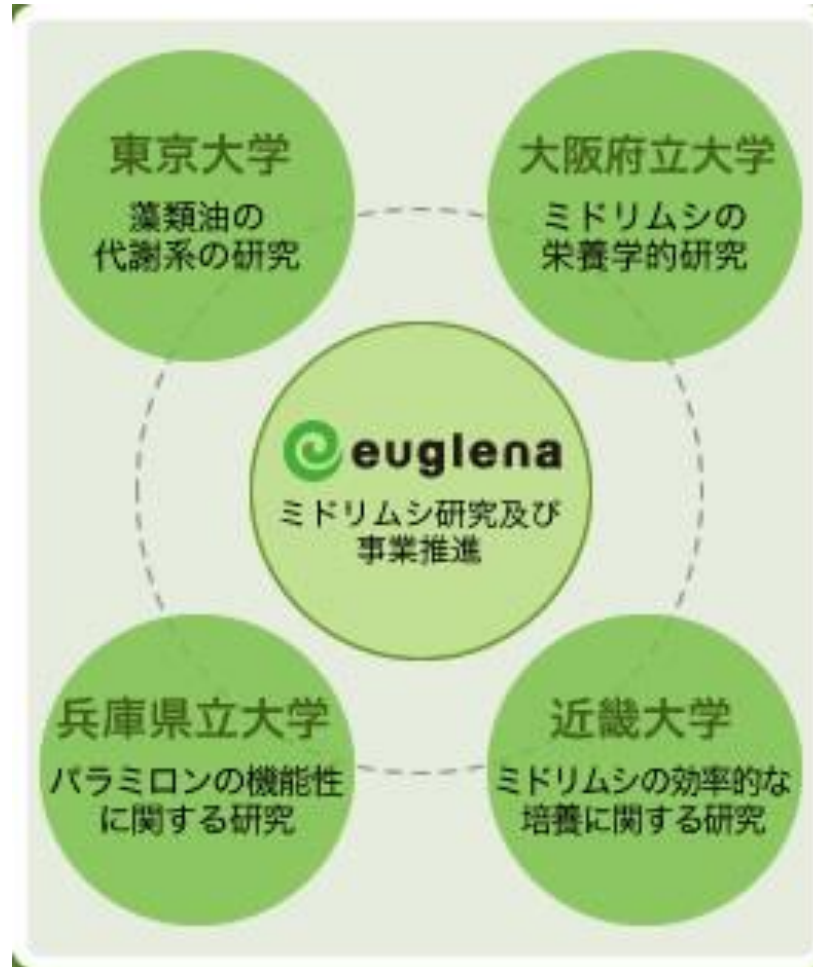 東京大学
藻類油の
代謝系の研究
大阪府立大学
ミドリムシの
栄養学的研究
euglena
ミドリムシ研究及び
事業推進
兵庫県立大学
パラミロンの機能性
に関する研究
近畿大学
ミドリムシの効率的な
培養に関する研究